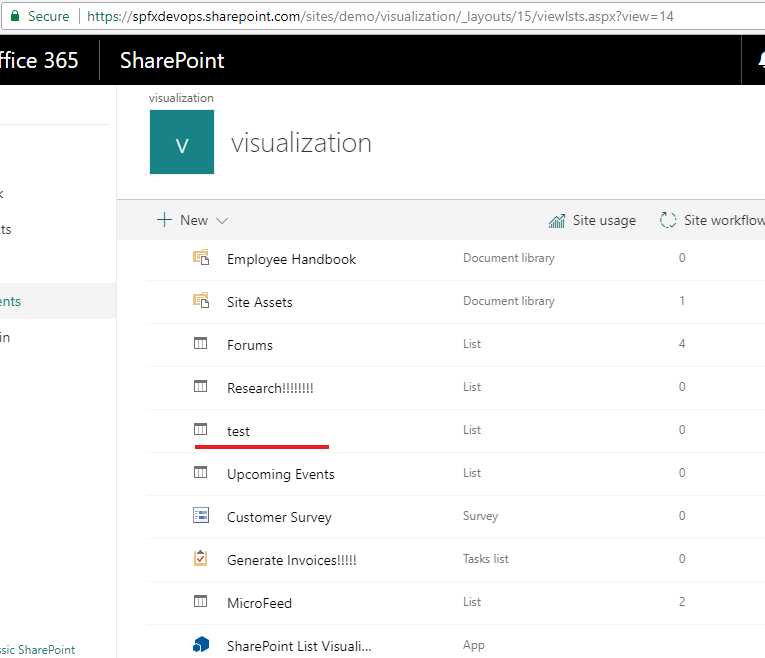 Secure https://spfxdevops.sharepoint.com/sites/demo/visualization/_layouts/15/viewlsts.aspx?view=14
ffice 365 SharePoint
visualization
V visualization
New Site usage Site workflow
Employee Handbook Document library 0
Site Assets Document library 1
Forums List 4
Research!!!!!!!! List 0
test List 0
Upcoming Events List 0
Customer Survey Survey 0
Generate Invoices!!!!! Tasks list 0
MicroFeed List 2
SharePoint List Visuali... App
k
ts
ents
in
ssic SharePoint